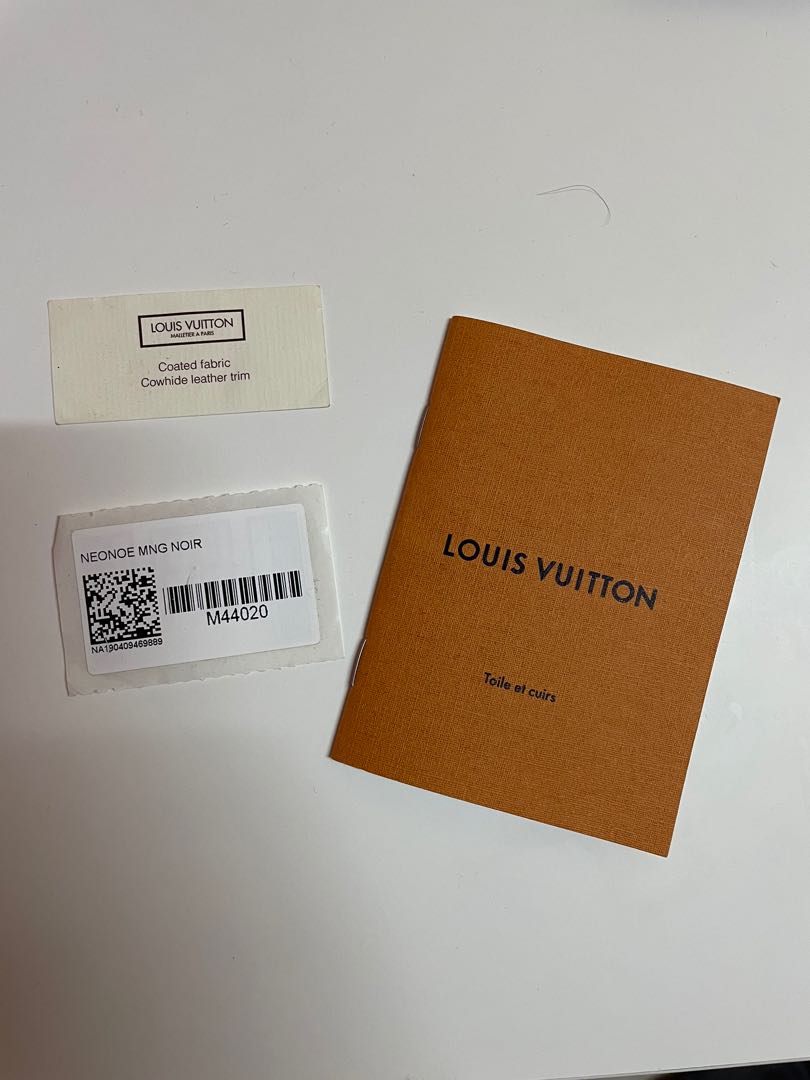 LOUIS VUITTON
MALLETIER A PARIS
Coated fabric
Cowhide leather trim
NEONOE MNG NOIR
M44020
NA190409469889
LOUIS VUITTON
Toile et cuirs